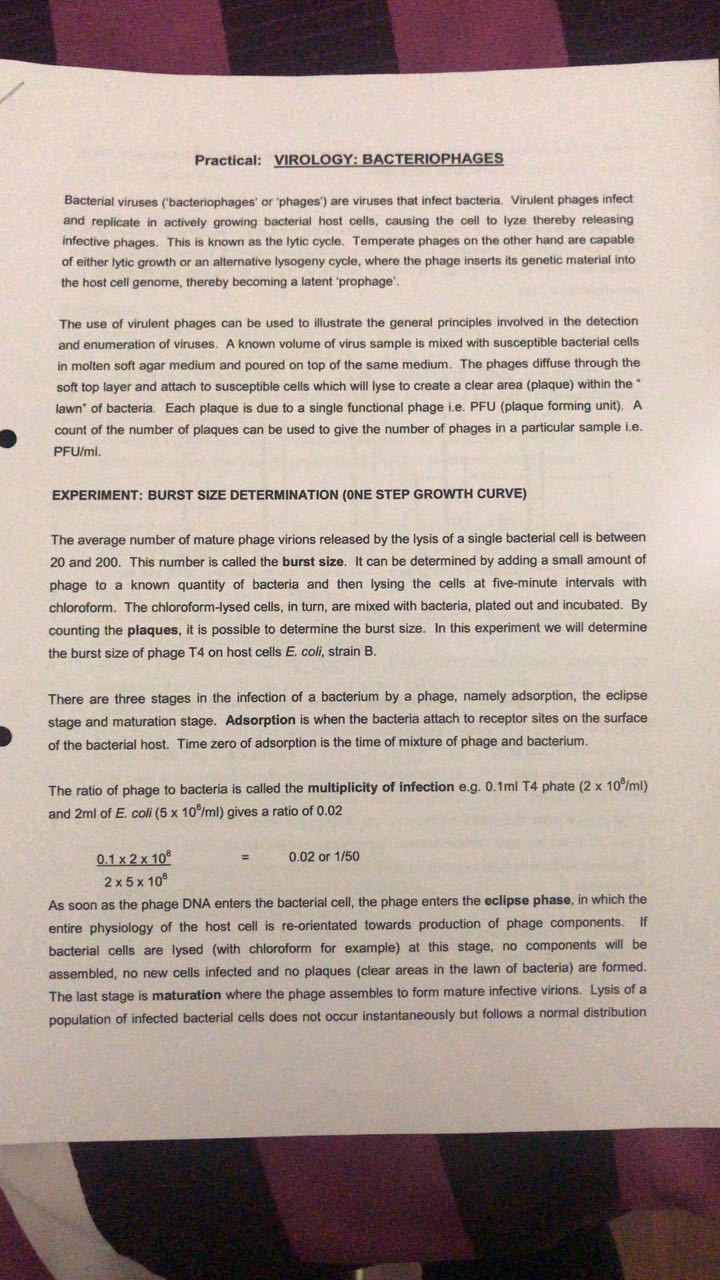 Practical: VIROLOGY: BACTERIOPHAGES
Bacterial viruses ('bacteriophages' or 'phages') are viruses that infect bacteria. Virulent phages infect
and replicate in actively growing bacterial host cells, causing the cell to lyze thereby releasing
infective phages. This is known as the lytic cycle. Temperate phages on the other hand are capable
of either lytic growth or an alternative lysogeny cycle, where the phage inserts its genetic material into
the host cell genome, thereby becoming a latent 'prophage'.
The use of virulent phages can be used to illustrate the general principles involved in the detection
and enumeration of viruses. A known volume of virus sample is mixed with susceptible bacterial cells
in molten soft agar medium and poured on top of the same medium. The phages diffuse through the
soft top layer and attach to susceptible cells which will lyse to create a clear area (plaque) within the "
lawn" of bacteria. Each plaque is due to a single functional phage i.e. PFU (plaque forming unit). A
count of the number of plaques can be used to give the number of phages in a particular sample i.e.
PFU/ml.
EXPERIMENT: BURST SIZE DETERMINATION (0NE STEP GROWTH CURVE)
The average number of mature phage virions released by the lysis of a single bacterial cell is between
20 and 200. This number is called the burst size. It can be determined by adding a small amount of
phage to a known quantity of bacteria and then lysing the cells at five-minute intervals with
chloroform. The chloroform-lysed cells, in turn, are mixed with bacteria, plated out and incubated. By
counting the plaques, it is possible to determine the burst size. In this experiment we will determine
the burst size of phage T4 on host cells E. coli, strain B.
There are three stages in the infection of a bacterium by a phage, namely adsorption, the eclipse
stage and maturation stage. Adsorption is when the bacteria attach to receptor sites on the surface
of the bacterial host. Time zero of adsorption is the time of mixture of phage and bacterium.
The ratio of phage to bacteria is called the multiplicity of infection e.g. 0.1ml T4 phate (2 x 10⁸/ml)
and 2ml of E. coli (5 x 10⁸/ml) gives a ratio of 0.02
0.1 x 2 x 10⁸ = 0.02 or 1/50
2 x 5 x 10⁸
As soon as the phage DNA enters the bacterial cell, the phage enters the eclipse phase, in which the
entire physiology of the host cell is re-orientated towards production of phage components. If
bacterial cells are lysed (with chloroform for example) at this stage, no components will be
assembled, no new cells infected and no plaques (clear areas in the lawn of bacteria) are formed.
The last stage is maturation where the phage assembles to form mature infective virions. Lysis of a
population of infected bacterial cells does not occur instantaneously but follows a normal distribution